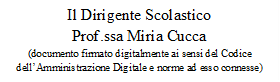 Il Dirigente Scolastico
Prof.ssa Miria Cucca
(documento firmato digitalmente ai sensi del Codice
dell’Amministrazione Digitale e norme ad esso connesse)